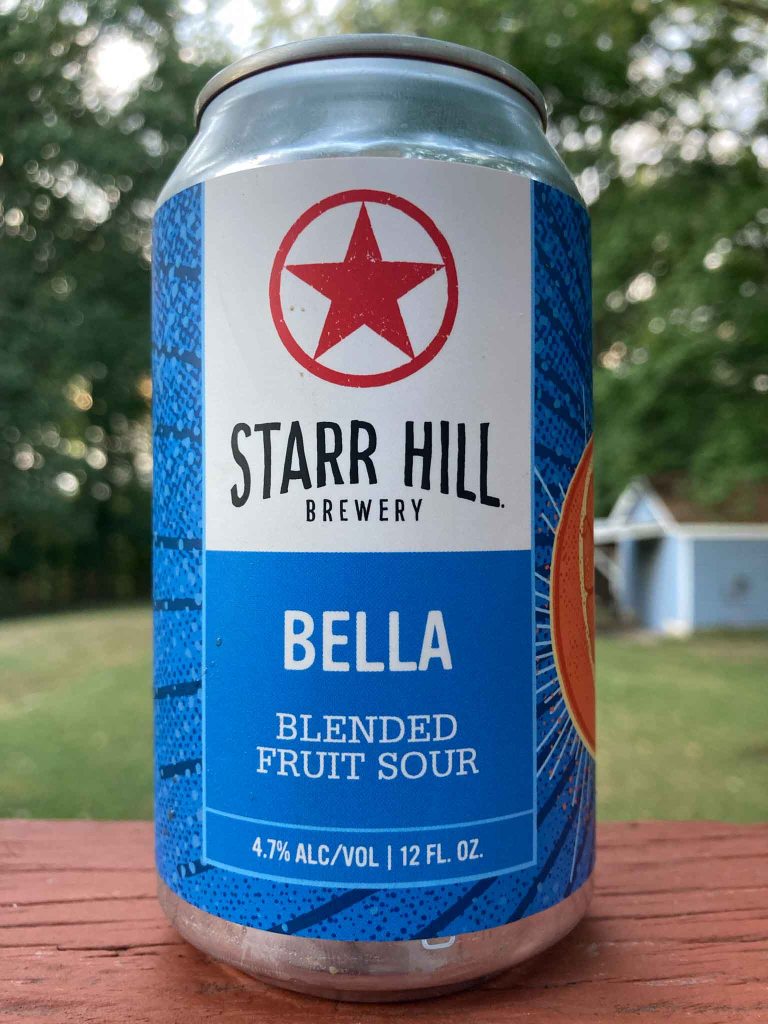 STARR HILL.
BREWERY
BELLA
BLENDED
FRUIT SOUR
4.7% ALC/VOL | 12 FL. OZ.